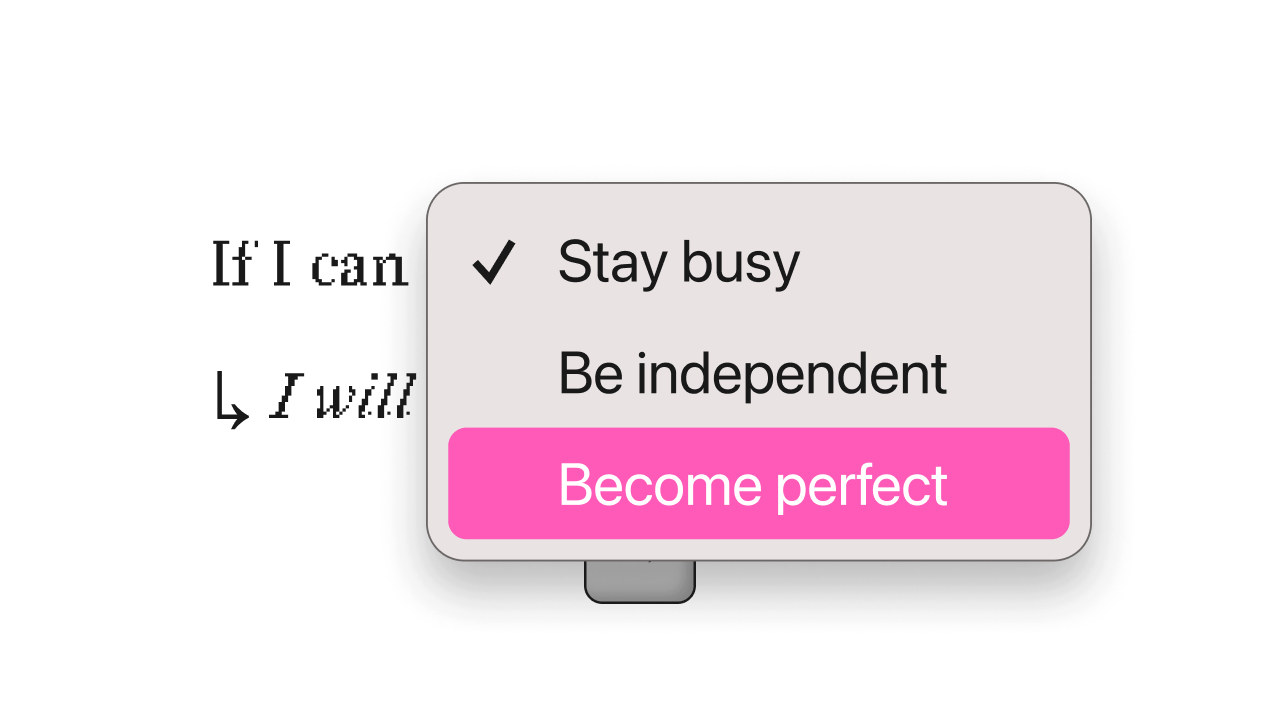 If I can
Stay busy
Be independent
↳ I will
Become perfect